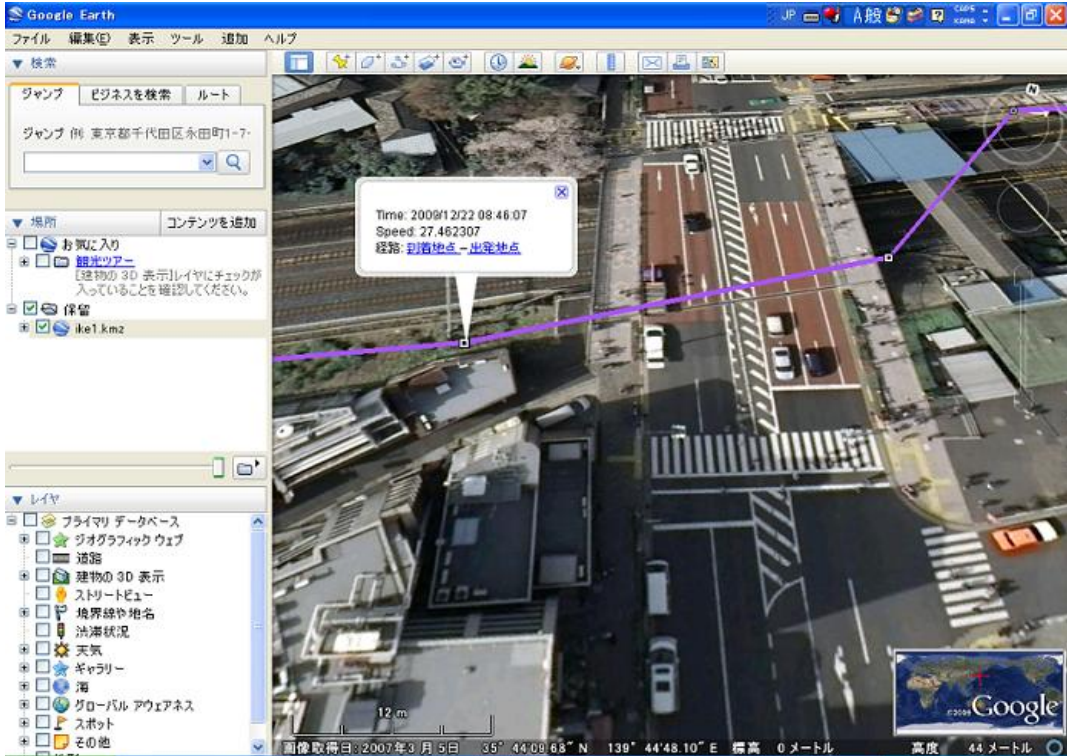 Google Earth
JP
A般
CAPS
KANA
ファイル 編集(E) 表示 ツール 追加 ヘルプ
▼ 検索
ジャンプ ビジネスを検索 ルート
ジャンプ 例 東京都千代田区永田町1-7-
▼ 場所
コンテンツを追加
お気に入り
観光ツアー
[建物の 3D 表示]レイヤにチェックが
入っていることを確認してください。
保留
ike1.kmz
▼ レイヤ
プライマリ データベース
ジオグラフィック ウェブ
道路
建物の 3D 表示
ストリートビュー
境界線や地名
渋滞状況
天気
ギャラリー
海
グローバル アウェアネス
スポット
その他
N
Time: 2009/12/22 08:46:07
Speed: 27.462307
経路: 到着地点 - 出発地点
12 m
©2009 Google
画像取得日: 2007年3 月 5日 35° 44'09.68" N 139° 44'48.10" E 標高 0 メートル 高度 44 メートル